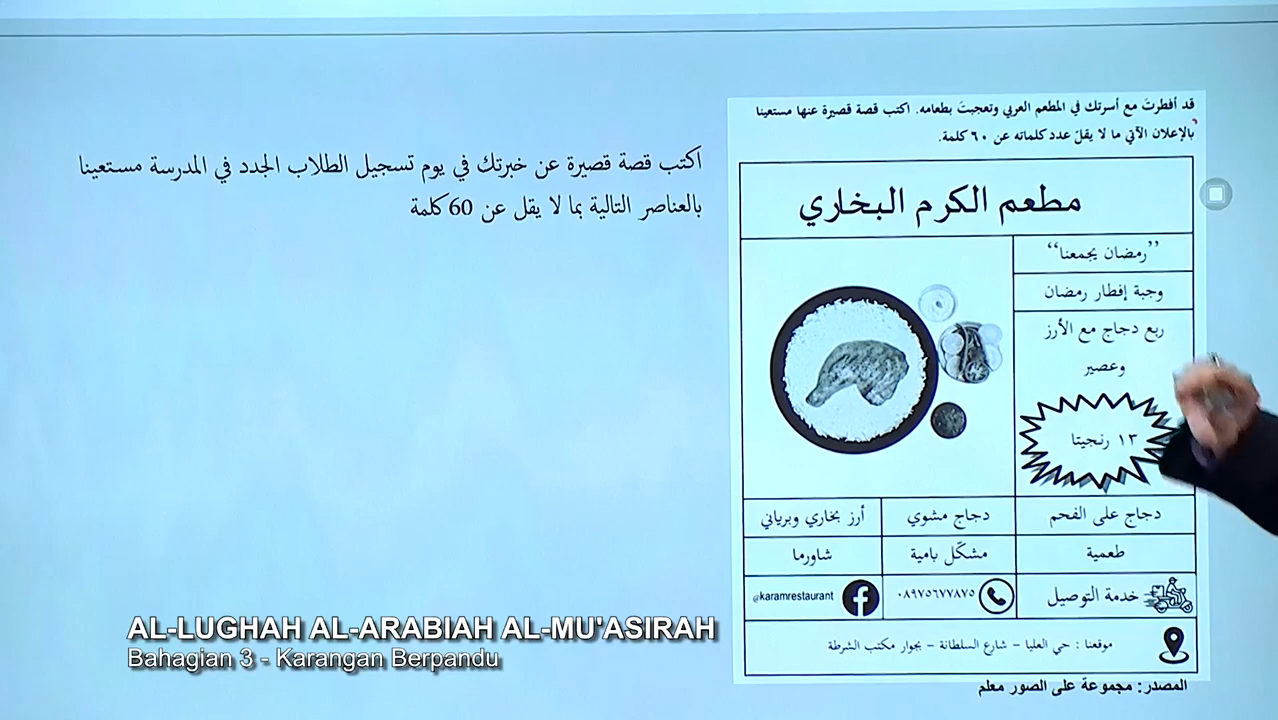 قد أفطرتَ مع أسرتك في المطعم العربي وتعجبتَ بطعامه. اكتب قصة قصيرة عنها مستعينا
بالإعلان الآتي ما لا يقلّ عدد كلماته عن ٦٠ كلمة.
اكتب قصة قصيرة عن خبرتك في يوم تسجيل الطلاب الجدد في المدرسة مستعينا
بالعناصر التالية بما لا يقل عن 60 كلمة
مطعم الكرم البخاري
”رمضان يجمعنا“
وجبة إفطار رمضان
ربع دجاج مع الأرز
وعصير
١٣ رنجيتا
دجاج على الفحم
دجاج مشوي
أرز بخاري وبرياني
طعمية
مشكّل بامية
شاورما
خدمة التوصيل
٠٨٩٧٥٦٧٧٨٧٥
@karamrestaurant
موقعنا : حي العليا – شارع السلطانة – بجوار مكتب الشرطة
المصدر: مجموعة على الصور معلم
AL-LUGHAH AL-ARABIAH AL-MU'ASIRAH
Bahagian 3 - Karangan Berpandu